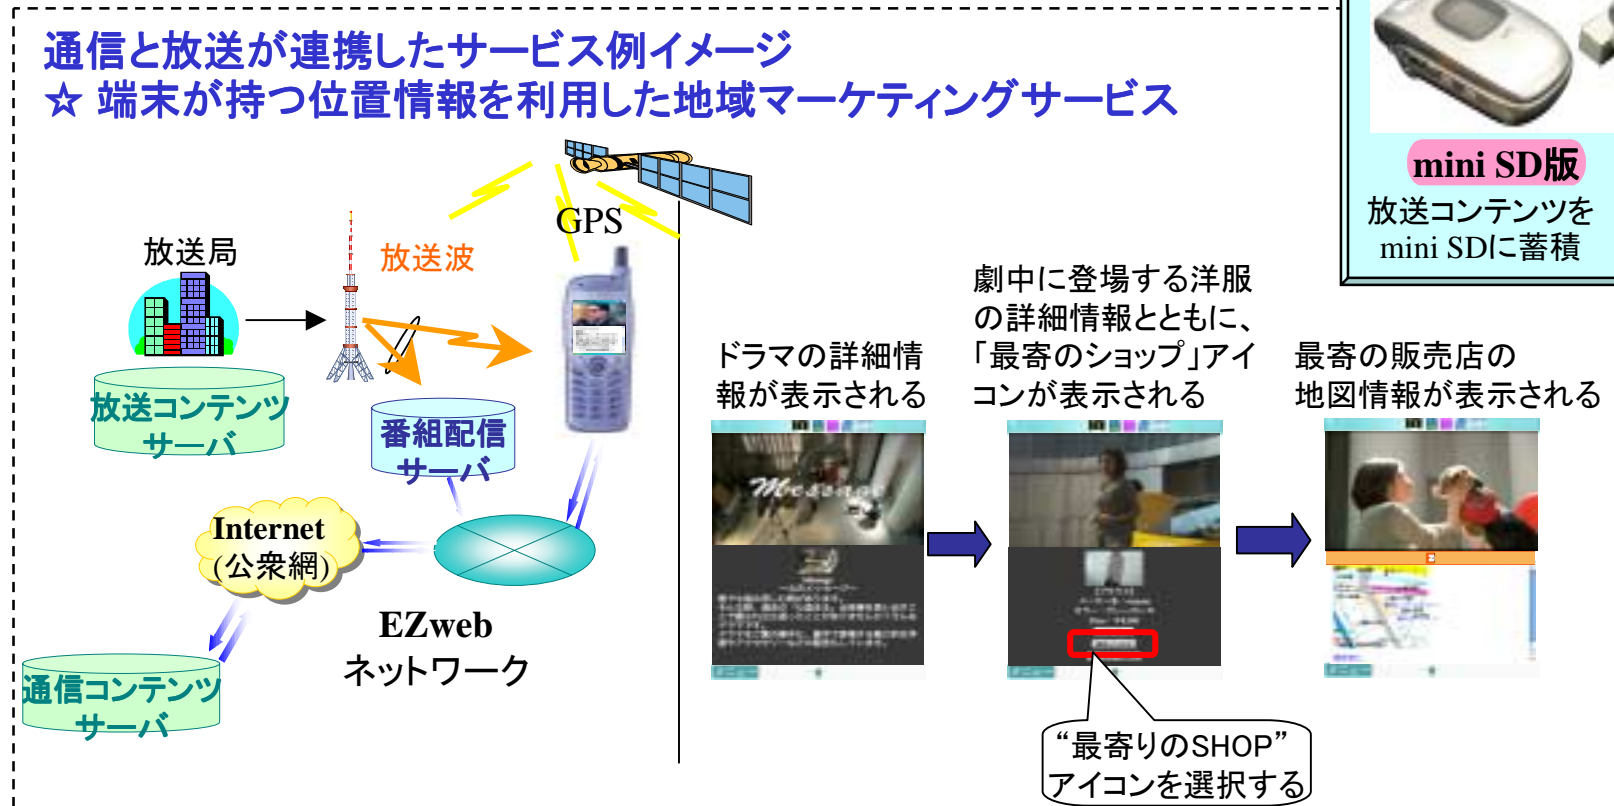 通信と放送が連携したサービス例イメージ
☆ 端末が持つ位置情報を利用した地域マーケティングサービス
mini SD版
放送コンテンツを
mini SDに蓄積
GPS
放送局
放送波
放送コンテンツ
サーバ
番組配信
サーバ
Internet
(公衆網)
EZweb
ネットワーク
通信コンテンツ
サーバ
ドラマの詳細情
報が表示される
劇中に登場する洋服
の詳細情報とともに、
「最寄のショップ」アイ
コンが表示される
最寄の販売店の
地図情報が表示される
Message
“最寄りのSHOP”
アイコンを選択する